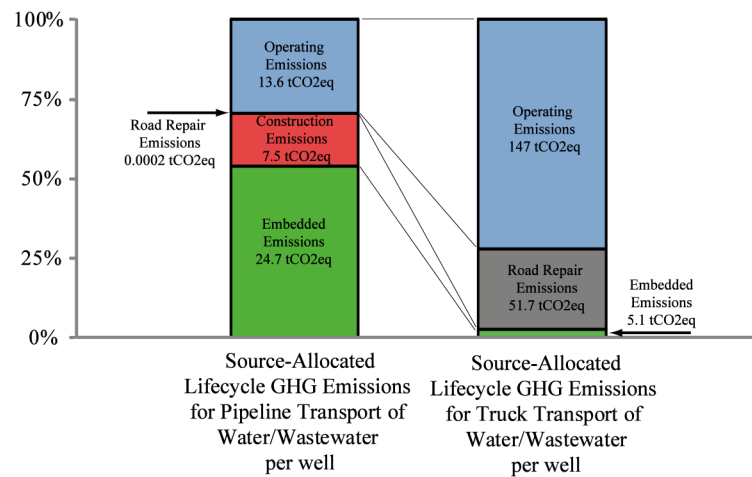 100%
75%
50%
25%
0%
Operating
Emissions
13.6 tCO2eq
Road Repair
Emissions
0.0002 tCO2eq
Construction
Emissions
7.5 tCO2eq
Embedded
Emissions
24.7 tCO2eq
Operating
Emissions
147 tCO2eq
Road Repair
Emissions
51.7 tCO2eq
Embedded
Emissions
5.1 tCO2eq
Source-Allocated
Lifecycle GHG Emissions
for Pipeline Transport of
Water/Wastewater
per well
Source-Allocated
Lifecycle GHG Emissions
for Truck Transport of
Water/Wastewater
per well